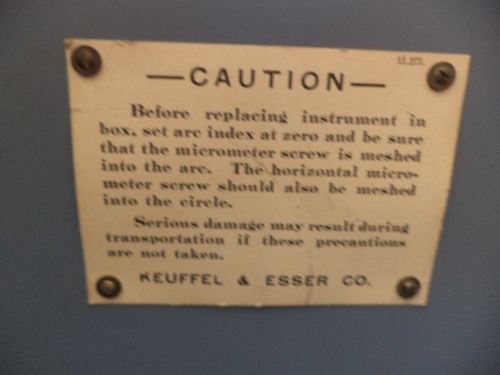 11,275.
—CAUTION—
Before replacing instrument in
box, set arc index at zero and be sure
that the micrometer screw is meshed
into the arc. The horizontal micro-
meter screw should also be meshed
into the circle.
Serious damage may result during
transportation if these precautions
are not taken.
KEUFFEL & ESSER CO.